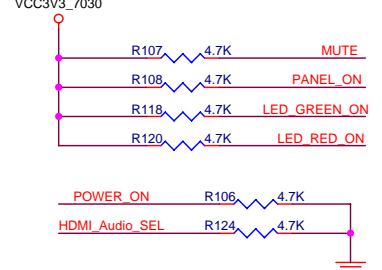 VCC3V3_7030
R107 4.7K MUTE
R108 4.7K PANEL_ON
R118 4.7K LED_GREEN_ON
R120 4.7K LED_RED_ON
POWER_ON R106 4.7K
HDMI_Audio_SEL R124 4.7K